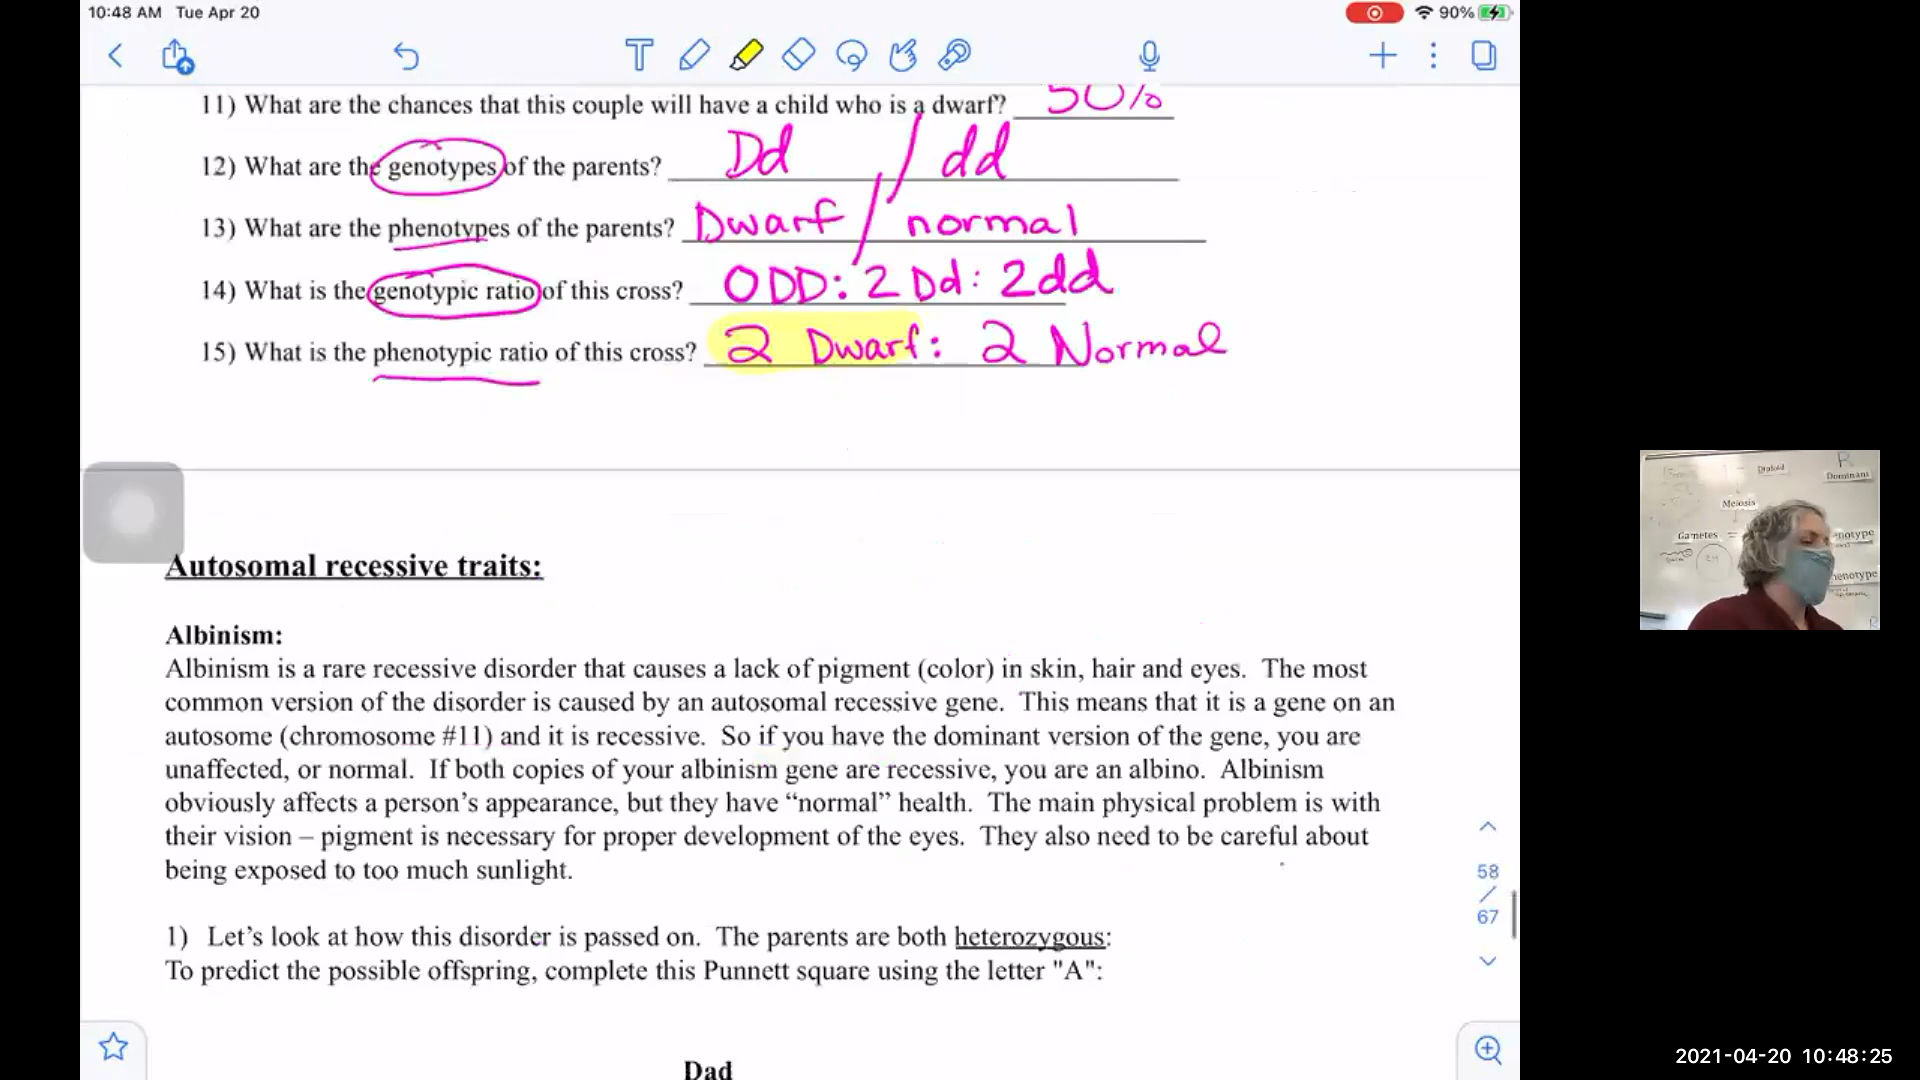 10:48 AM Tue Apr 20
90%
11) What are the chances that this couple will have a child who is a dwarf? 50%
12) What are the genotypes of the parents? Dd / dd
13) What are the phenotypes of the parents? Dwarf / normal
14) What is the genotypic ratio of this cross? 0 DD: 2 Dd: 2dd
15) What is the phenotypic ratio of this cross? 2 Dwarf: 2 Normal
Autosomal recessive traits:
Albinism:
Albinism is a rare recessive disorder that causes a lack of pigment (color) in skin, hair and eyes. The most
common version of the disorder is caused by an autosomal recessive gene. This means that it is a gene on an
autosome (chromosome #11) and it is recessive. So if you have the dominant version of the gene, you are
unaffected, or normal. If both copies of your albinism gene are recessive, you are an albino. Albinism
obviously affects a person’s appearance, but they have “normal” health. The main physical problem is with
their vision – pigment is necessary for proper development of the eyes. They also need to be careful about
being exposed to too much sunlight.
1) Let’s look at how this disorder is passed on. The parents are both heterozygous:
To predict the possible offspring, complete this Punnett square using the letter "A":
Dad
58
/
67
Diploid
R
Dominant
Meiosis
Gametes =
enotype
henotype
2021-04-20 10:48:25